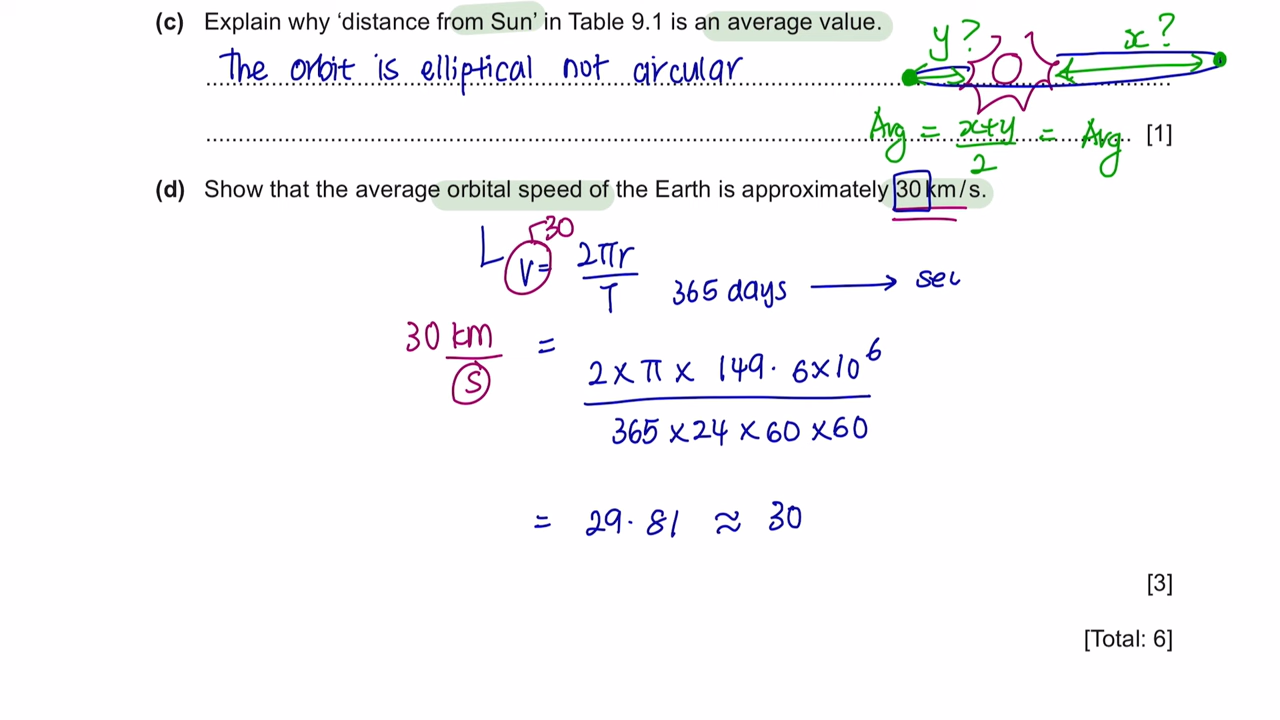 (c) Explain why ‘distance from Sun’ in Table 9.1 is an average value.
y? x?
The orbit is elliptical not circular
Avg = x+y/2 = Avg [1]
(d) Show that the average orbital speed of the Earth is approximately 30 km/s.
30
V = 2πr/T 365 days → sec
30 km/s = 2 × π × 149.6 × 10⁶ / 365 × 24 × 60 × 60
= 29.81 ≈ 30
[3]
[Total: 6]